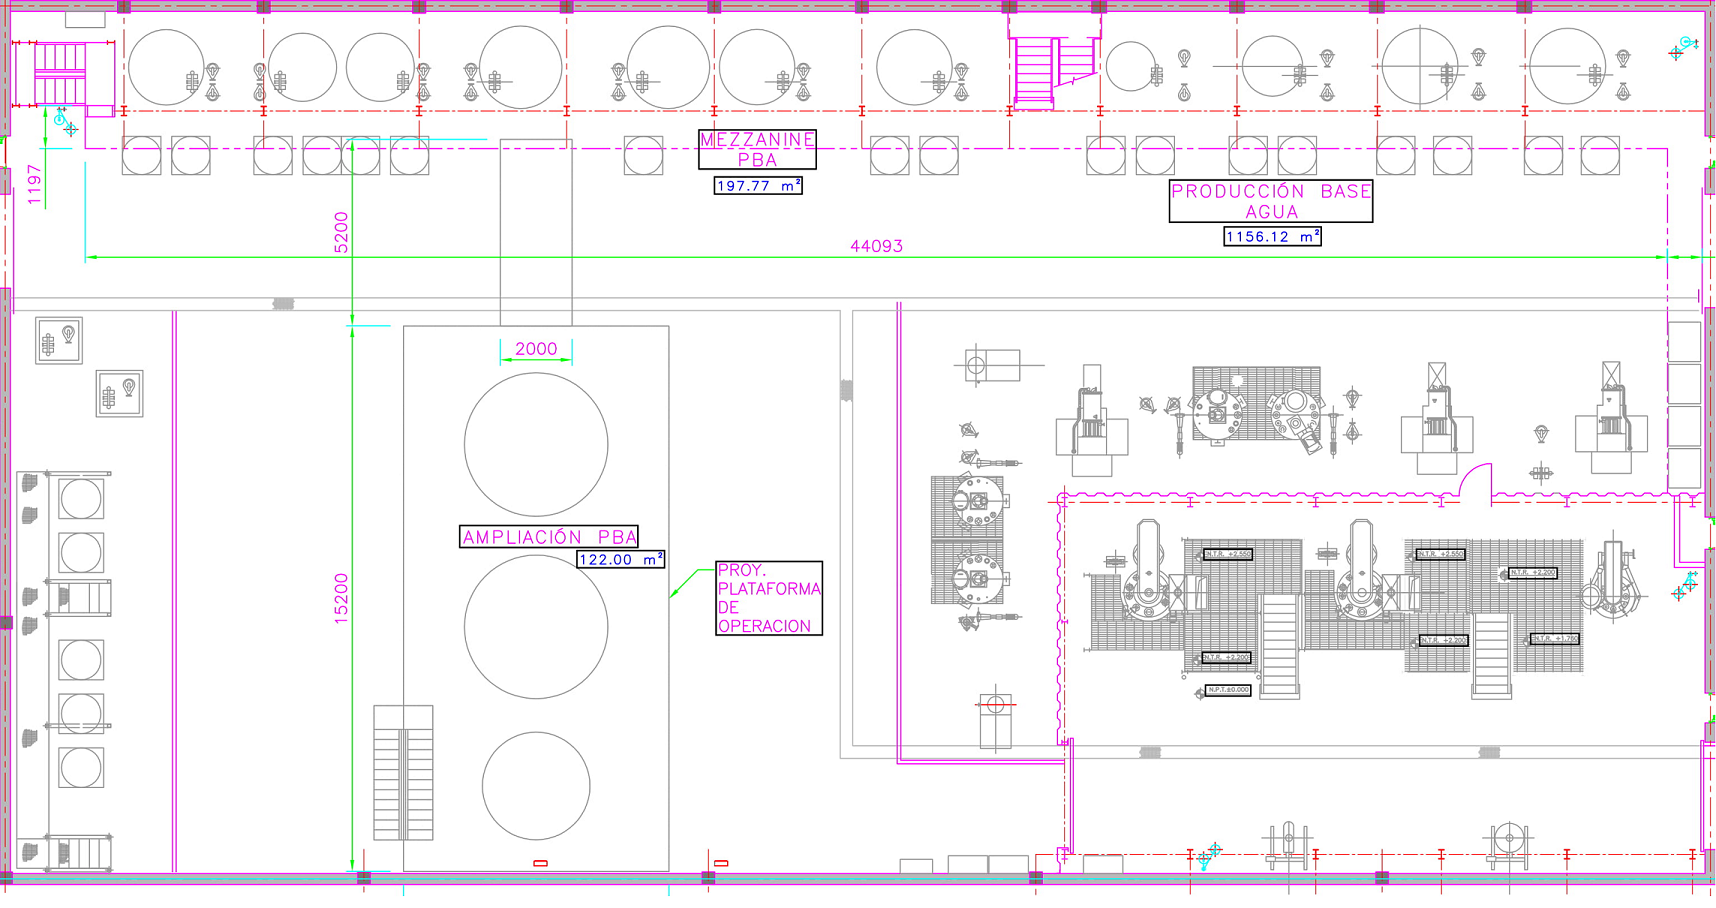 MEZZANINE
PBA
197.77 m²
1197
PRODUCCIÓN BASE
AGUA
1156.12 m²
5200
44093
2000
AMPLIACIÓN PBA
122.00 m²
15200
PROY.
PLATAFORMA
DE
OPERACION
N.T.R. +2.550
N.T.R. +2.550
N.T.R. +2.200
N.T.R. +2.200
N.T.R. +1.750
N.T.R. +2.200
N.P.T.±0.000